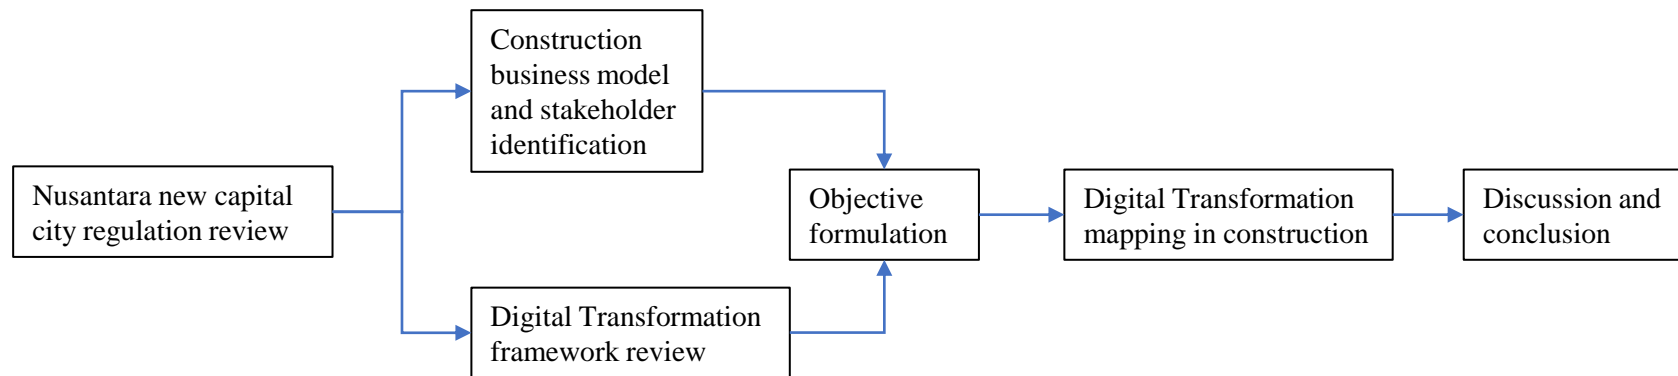 Nusantara new capital
city regulation review
Construction
business model
and stakeholder
identification
Digital Transformation
framework review
Objective
formulation
Digital Transformation
mapping in construction
Discussion and
conclusion